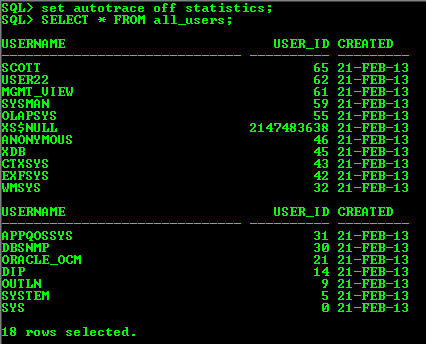 SQL> set autotrace off statistics;
SQL> SELECT * FROM all_users;
USERNAME                          USER_ID CREATED
------------------------------ ---------- ---------
SCOTT                                  65 21-FEB-13
USER22                                 62 21-FEB-13
MGMT_VIEW                              61 21-FEB-13
SYSMAN                                 59 21-FEB-13
OLAPSYS                                55 21-FEB-13
XS$NULL                        2147483638 21-FEB-13
ANONYMOUS                              46 21-FEB-13
XDB                                    45 21-FEB-13
CTXSYS                                 43 21-FEB-13
EXFSYS                                 42 21-FEB-13
WMSYS                                  32 21-FEB-13
USERNAME                          USER_ID CREATED
------------------------------ ---------- ---------
APPQOSSYS                              31 21-FEB-13
DBSNMP                                 30 21-FEB-13
ORACLE_OCM                             21 21-FEB-13
DIP                                    14 21-FEB-13
OUTLN                                   9 21-FEB-13
SYSTEM                                  5 21-FEB-13
SYS                                     0 21-FEB-13
18 rows selected.